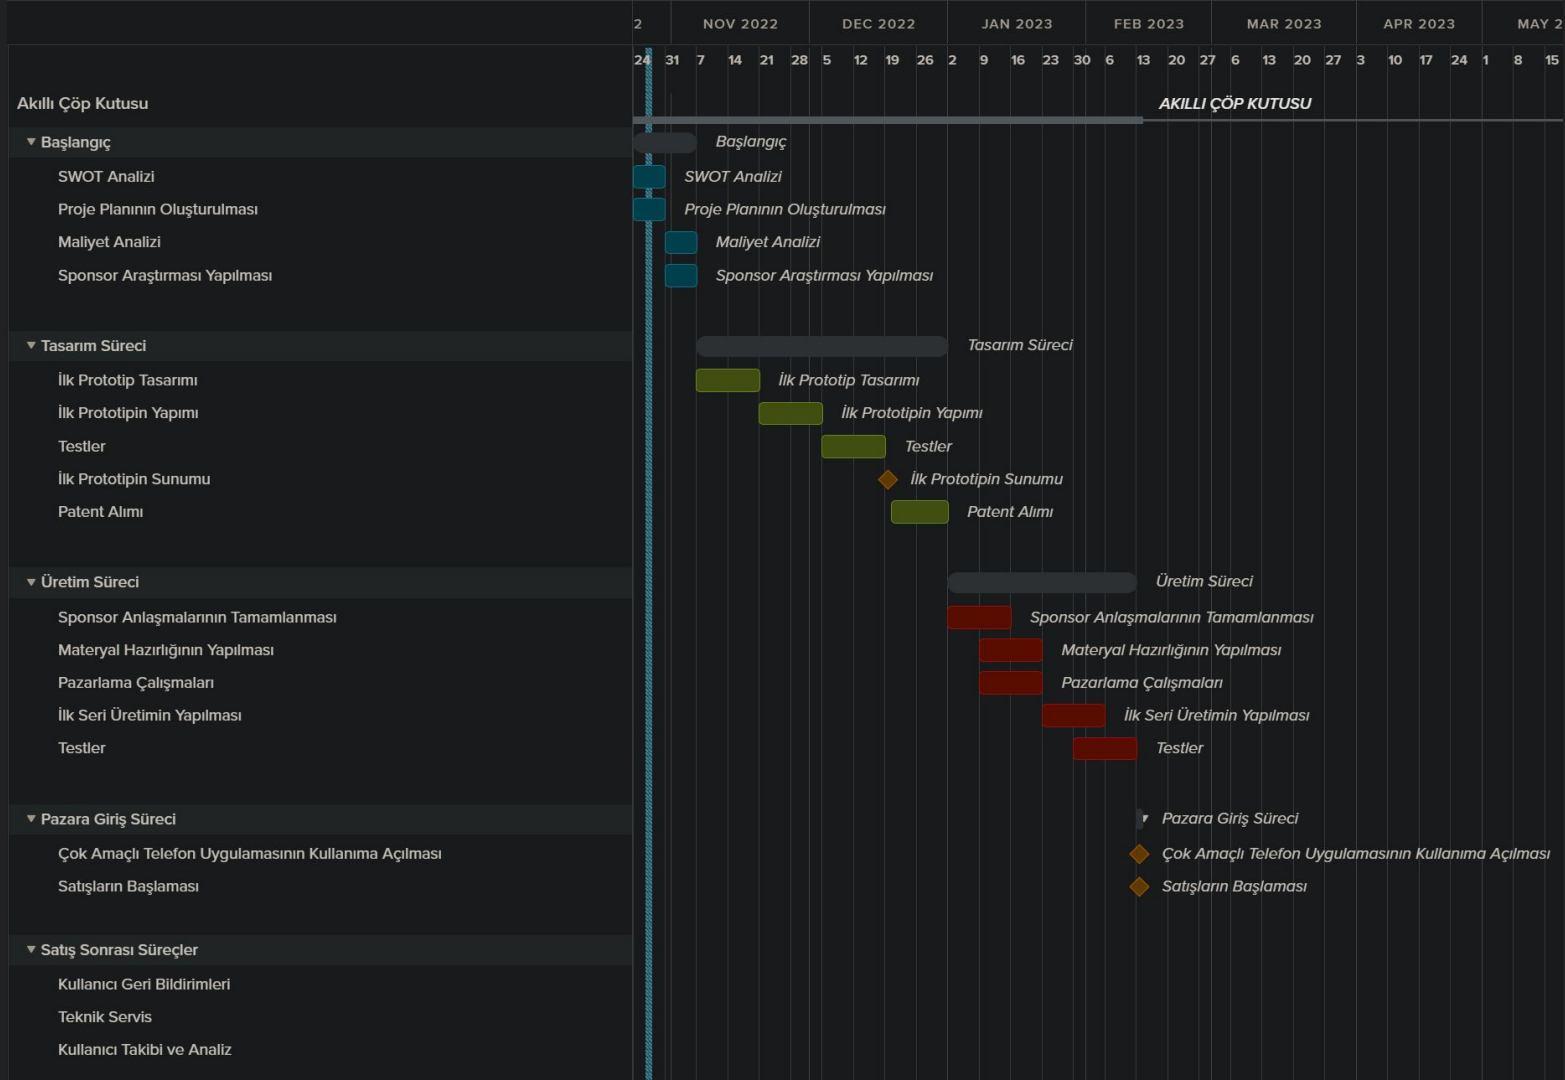 2 NOV 2022 DEC 2022 JAN 2023 FEB 2023 MAR 2023 APR 2023 MAY 2
24 31 7 14 21 28 5 12 19 26 2 9 16 23 30 6 13 20 27 6 13 20 27 3 10 17 24 1 8 15
Akıllı Çöp Kutusu AKILLI ÇÖP KUTUSU
Başlangıç Başlangıç
SWOT Analizi SWOT Analizi
Proje Planının Oluşturulması Proje Planının Oluşturulması
Maliyet Analizi Maliyet Analizi
Sponsor Araştırması Yapılması Sponsor Araştırması Yapılması
Tasarım Süreci Tasarım Süreci
İlk Prototip Tasarımı İlk Prototip Tasarımı
İlk Prototipin Yapımı İlk Prototipin Yapımı
Testler Testler
İlk Prototipin Sunumu İlk Prototipin Sunumu
Patent Alımı Patent Alımı
Üretim Süreci Üretim Süreci
Sponsor Anlaşmalarının Tamamlanması Sponsor Anlaşmalarının Tamamlanması
Materyal Hazırlığının Yapılması Materyal Hazırlığının Yapılması
Pazarlama Çalışmaları Pazarlama Çalışmaları
İlk Seri Üretimin Yapılması İlk Seri Üretimin Yapılması
Testler Testler
Pazara Giriş Süreci Pazara Giriş Süreci
Çok Amaçlı Telefon Uygulamasının Kullanıma Açılması Çok Amaçlı Telefon Uygulamasının Kullanıma Açılması
Satışların Başlaması Satışların Başlaması
Satış Sonrası Süreçler
Kullanıcı Geri Bildirimleri
Teknik Servis
Kullanıcı Takibi ve Analiz